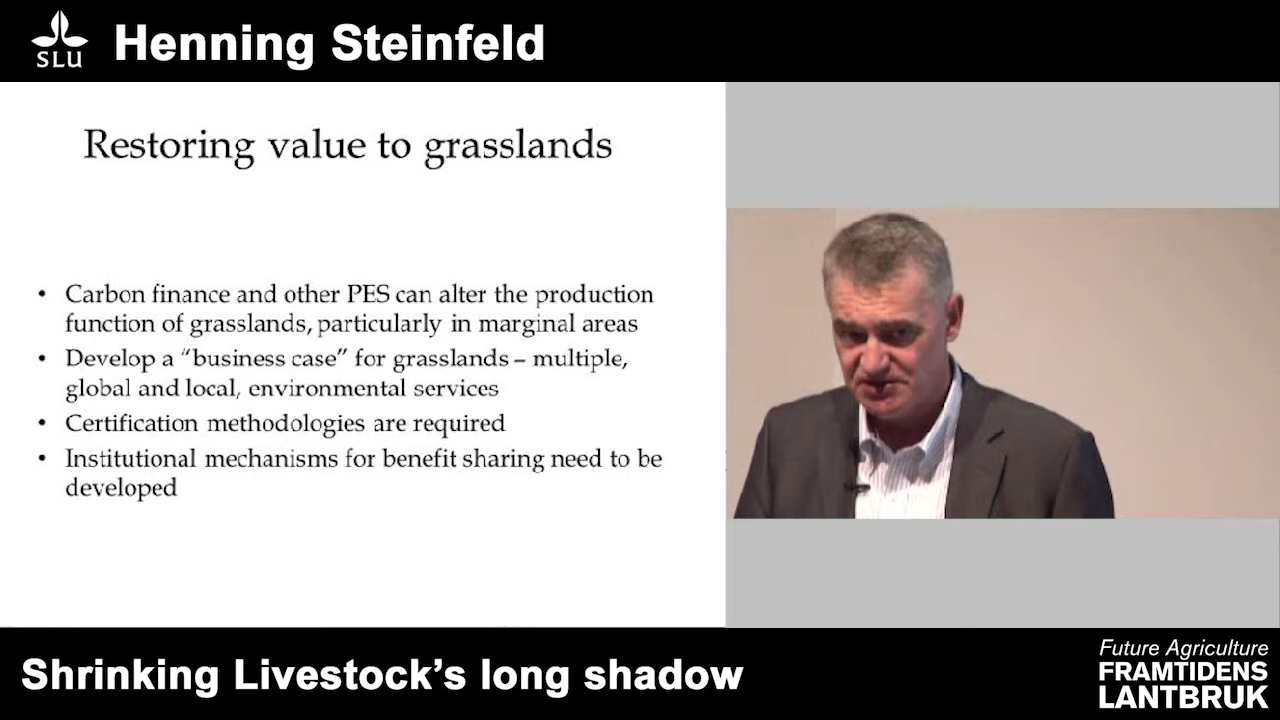 SLU
Henning Steinfeld
Restoring value to grasslands
• Carbon finance and other PES can alter the production
function of grasslands, particularly in marginal areas
• Develop a “business case” for grasslands – multiple,
global and local, environmental services
• Certification methodologies are required
• Institutional mechanisms for benefit sharing need to be
developed
Shrinking Livestock’s long shadow
Future Agriculture
FRAMTIDENS
LANTBRUK